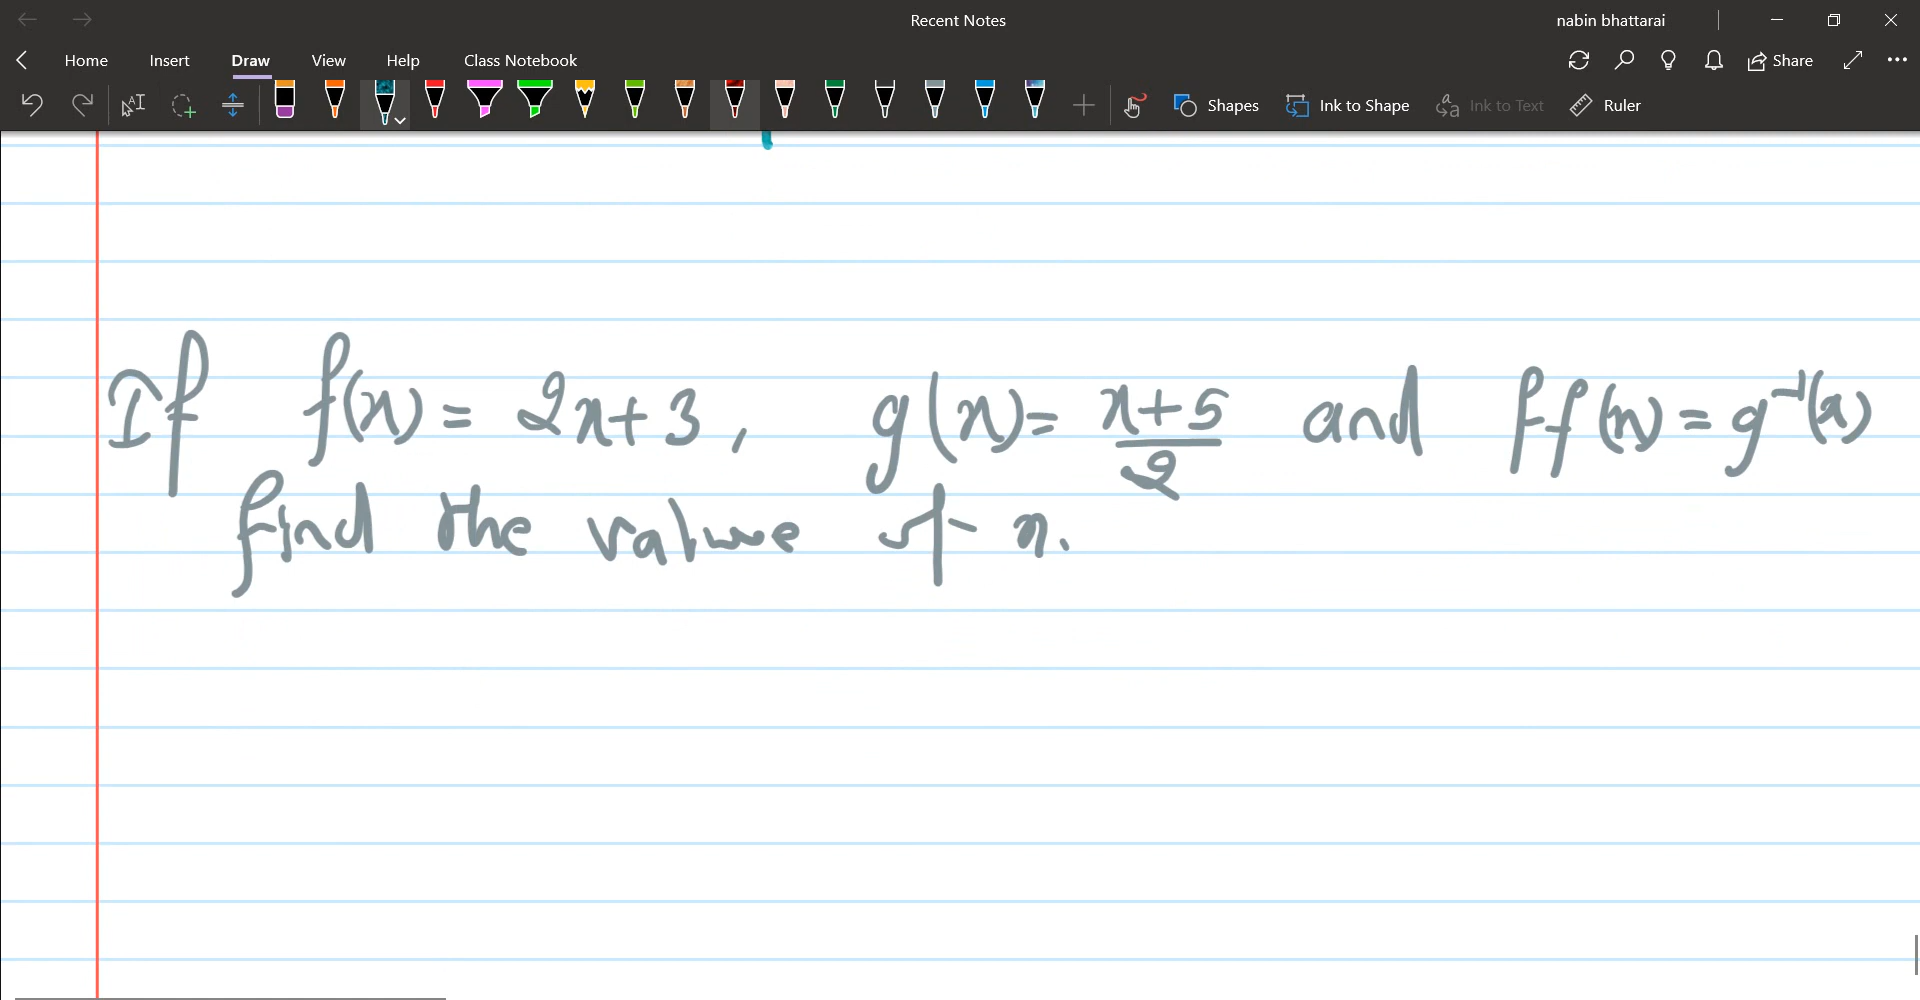 Recent Notes
nabin bhattarai
Home Insert Draw View Help Class Notebook
Share
Shapes Ink to Shape Ink to Text Ruler
If f(x) = 2x+3, g(x) = x+5/2 and ff(x) = g⁻¹(x)
find the value of x.